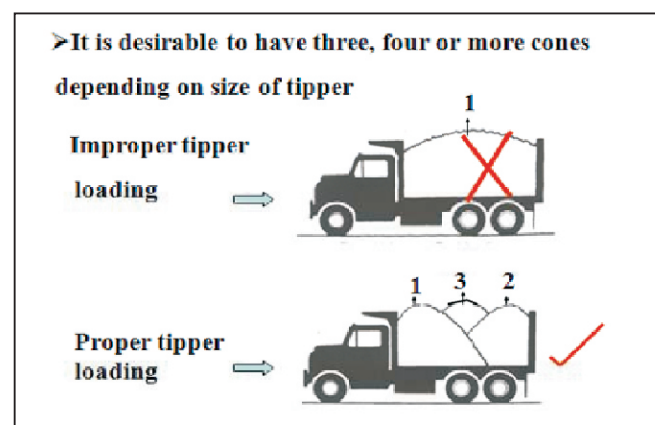 ➢It is desirable to have three, four or more cones
depending on size of tipper
1
Improper tipper
loading
1 3 2
Proper tipper
loading